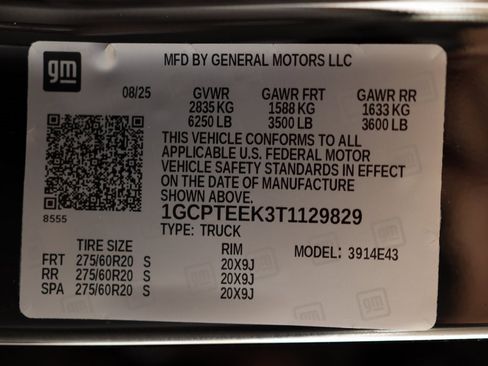 gm
MFD BY GENERAL MOTORS LLC
08/25 GVWR GAWR FRT GAWR RR
2835 KG 1588 KG 1633 KG
6250 LB 3500 LB 3600 LB
THIS VEHICLE CONFORMS TO ALL
APPLICABLE U.S. FEDERAL MOTOR
VEHICLE SAFETY STANDARDS IN EFFECT
ON THE DATE OF MANUFACTURE
SHOWN ABOVE.
8555
1GCPTEEK3T1129829
TYPE: TRUCK
TIRE SIZE RIM MODEL: 3914E43
FRT 275/60R20 S 20X9J
RR 275/60R20 S 20X9J
SPA 275/60R20 S 20X9J